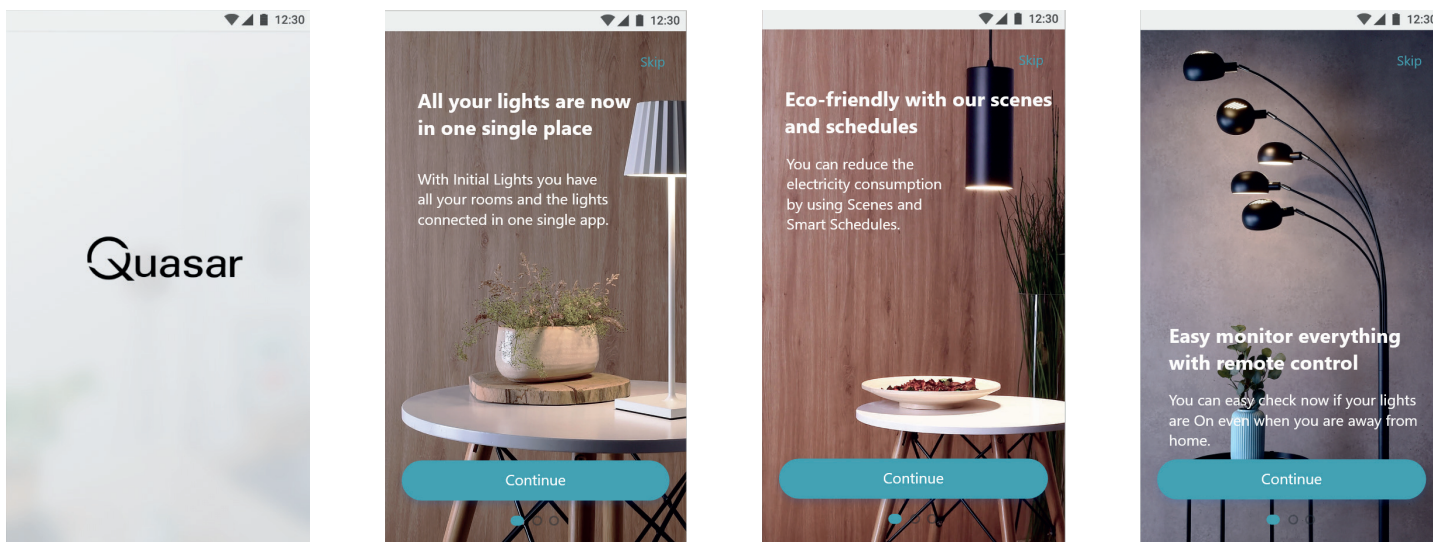 12:30
Quasar
12:30
Skip
All your lights are now
in one single place
With Initial Lights you have
all your rooms and the lights
connected in one single app.
Continue
12:30
Skip
Eco-friendly with our scenes
and schedules
You can reduce the
electricity consumption
by using Scenes and
Smart Schedules.
Continue
12:30
Skip
Easy monitor everything
with remote control
You can easy check now if your lights
are On even when you are away from
home.
Continue